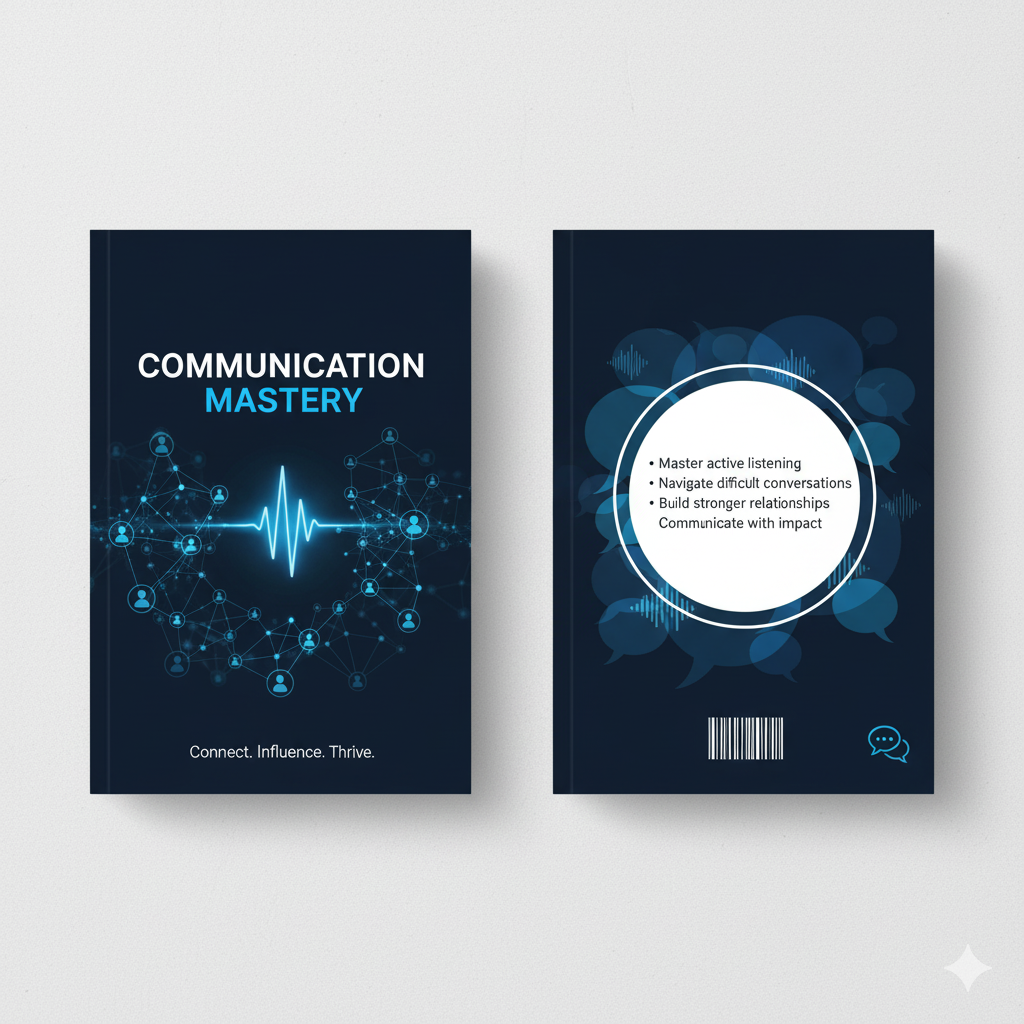 COMMUNICATION
MASTERY
Connect. Influence. Thrive.
• Master active listening
• Navigate difficult conversations
• Build stronger relationships
Communicate with impact